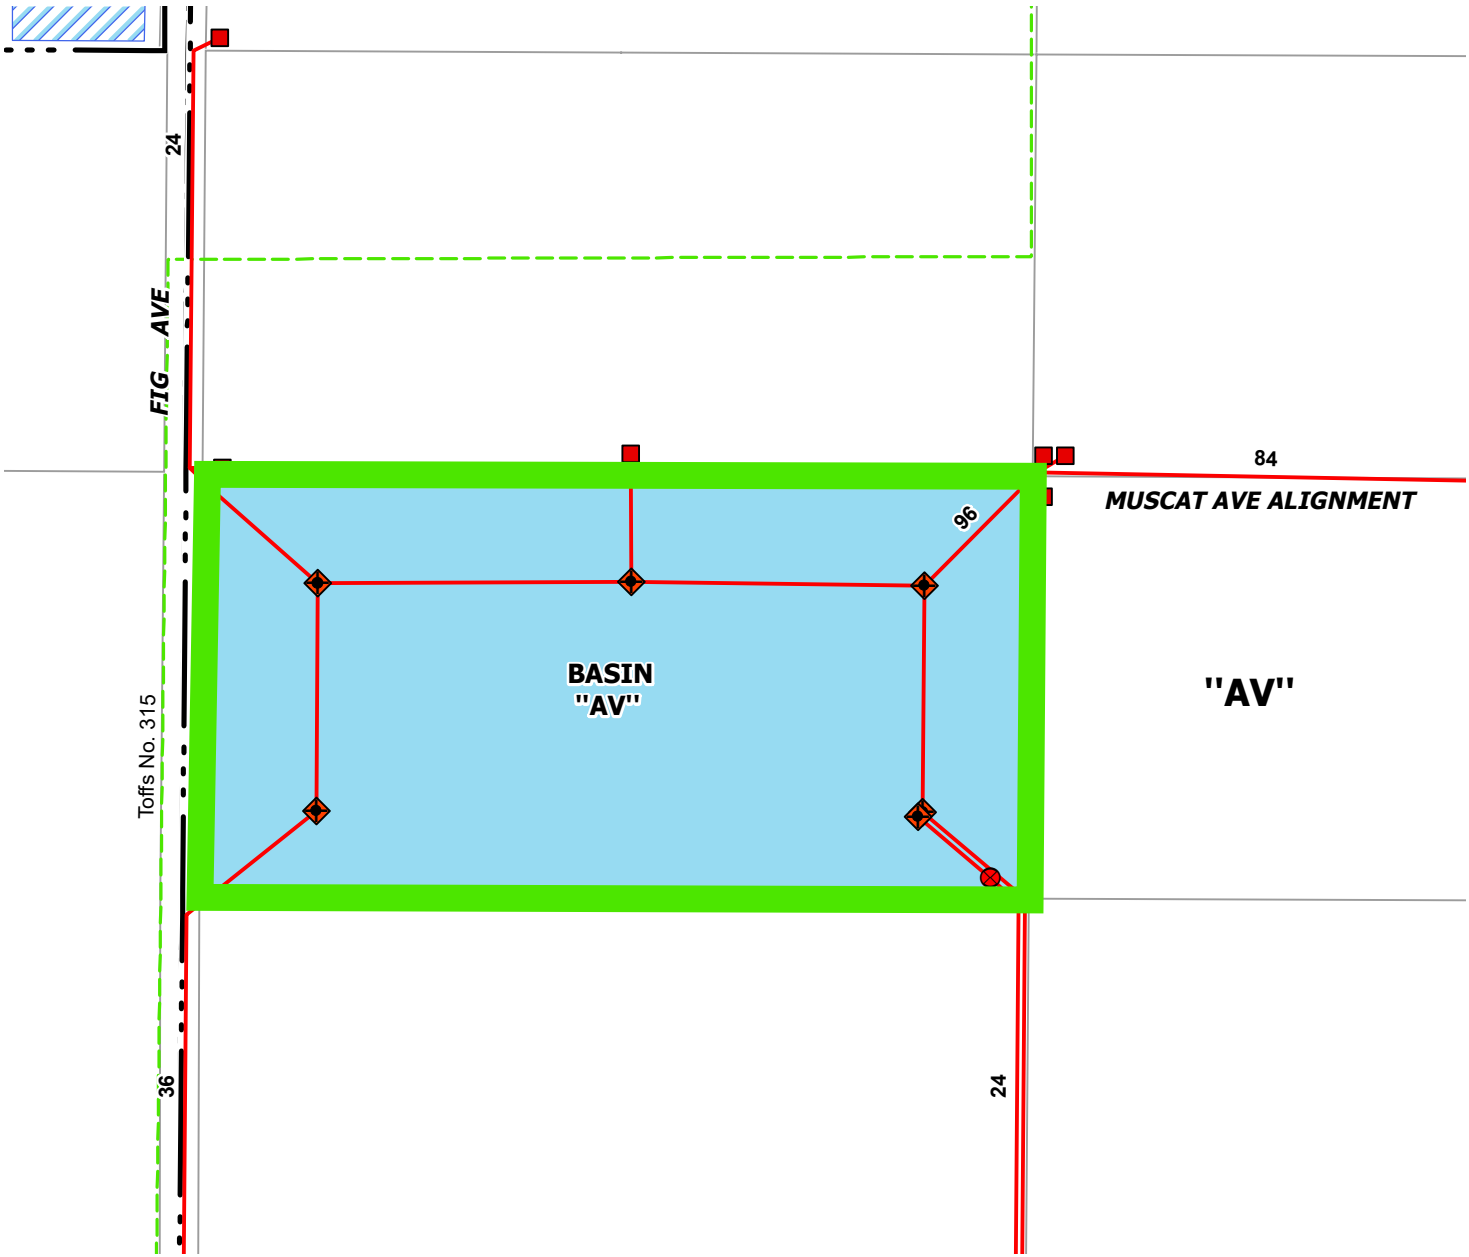 24
FIG AVE
84
MUSCAT AVE ALIGNMENT
96
BASIN
"AV"
"AV"
Toffs No. 315
36
24